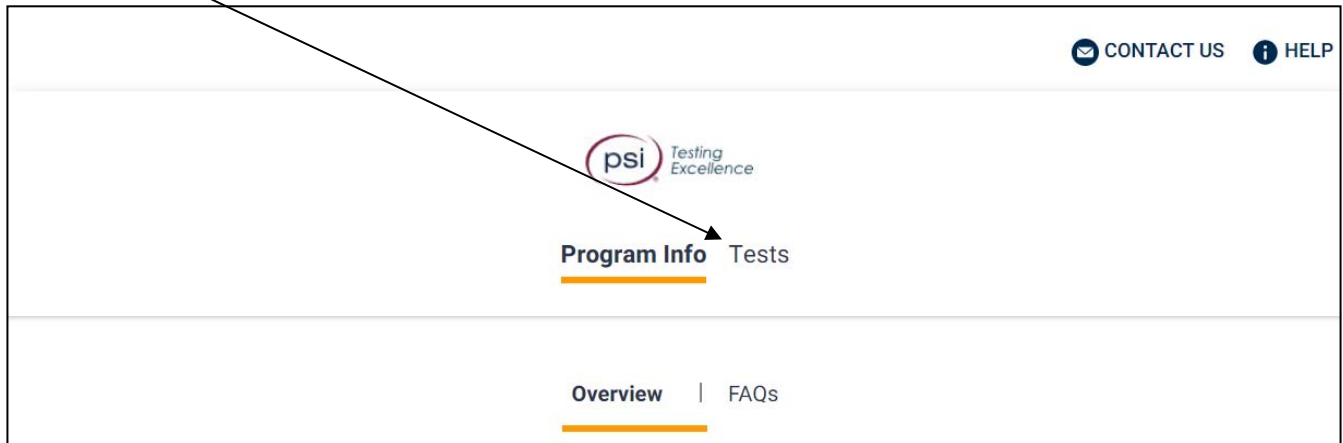 CONTACT US HELP
psi Testing
Excellence
Program Info Tests
Overview | FAQs